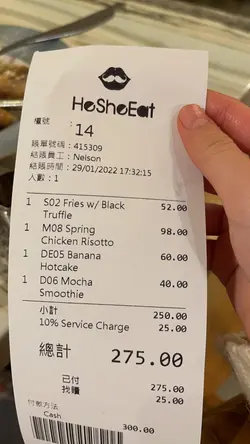 HeSheEat
檯號
14
賬單號碼：415309
結賬員工：Nelson
結賬時間：29/01/2022 17:32:15
人數：1
1 S02 Fries w/ Black 52.00
Truffle
1 M08 Spring 98.00
Chicken Risotto
1 DE05 Banana 60.00
Hotcake
1 D06 Mocha 40.00
Smoothie
小計 250.00
10% Service Charge 25.00
總計 275.00
已付 275.00
找贖 25.00
付款方法
Cash 300.00